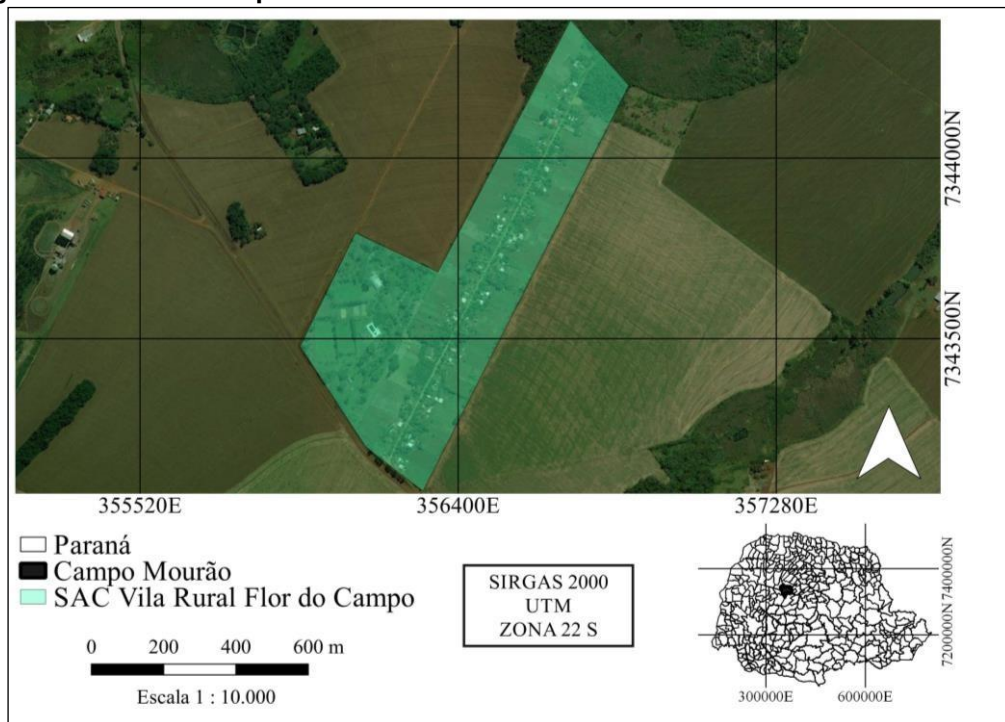 7344000N
7343500N
355520E
356400E
357280E
Paraná
Campo Mourão
SAC Vila Rural Flor do Campo
0 200 400 600 m
Escala 1 : 10.000
SIRGAS 2000
UTM
ZONA 22 S
7400000N
7200000N
300000E
600000E